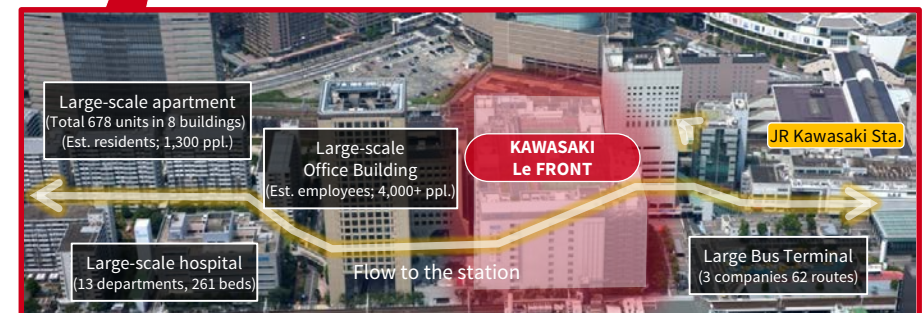 Large-scale apartment
(Total 678 units in 8 buildings)
(Est. residents; 1,300 ppl.)
Large-scale
Office Building
(Est. employees; 4,000+ ppl.)
KAWASAKI
Le FRONT
JR Kawasaki Sta.
Large-scale hospital
(13 departments, 261 beds)
Flow to the station
Large Bus Terminal
(3 companies 62 routes)